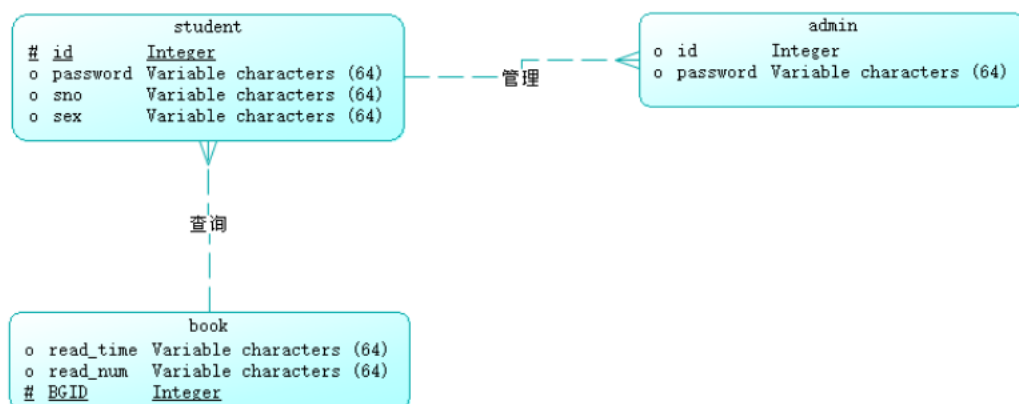 student
# id Integer
o password Variable characters (64)
o sno Variable characters (64)
o sex Variable characters (64)
管理
admin
o id Integer
o password Variable characters (64)
查询
book
o read_time Variable characters (64)
o read_num Variable characters (64)
# BGID Integer